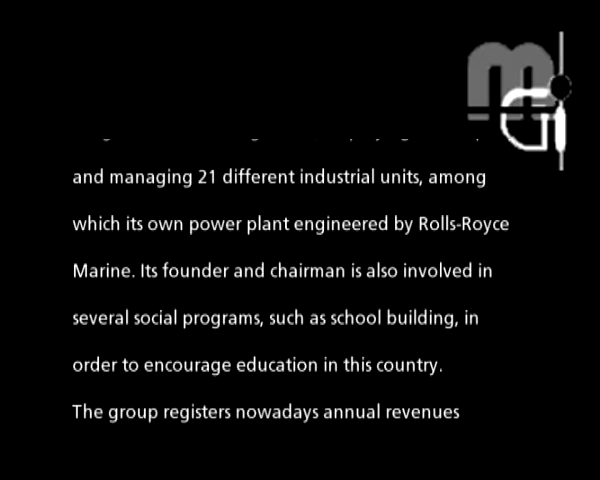 and managing 21 different industrial units, among
which its own power plant engineered by Rolls-Royce
Marine. Its founder and chairman is also involved in
several social programs, such as school building, in
order to encourage education in this country.
The group registers nowadays annual revenues